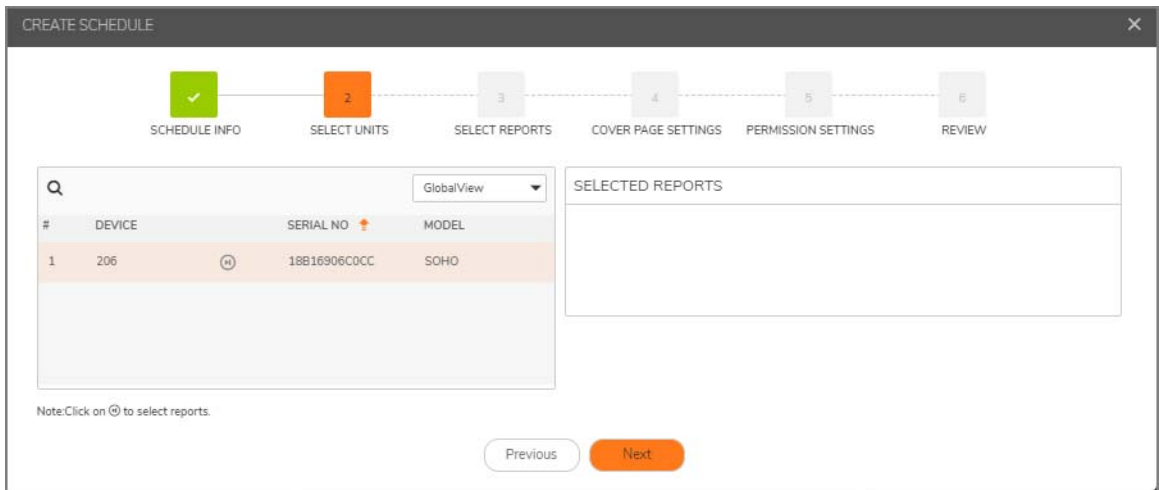 CREATE SCHEDULE
2 3 4 5 6
SCHEDULE INFO SELECT UNITS SELECT REPORTS COVER PAGE SETTINGS PERMISSION SETTINGS REVIEW
GlobalView
SELECTED REPORTS
# DEVICE SERIAL NO MODEL
1 206 18B16906C0CC SOHO
Note:Click on to select reports.
Previous Next